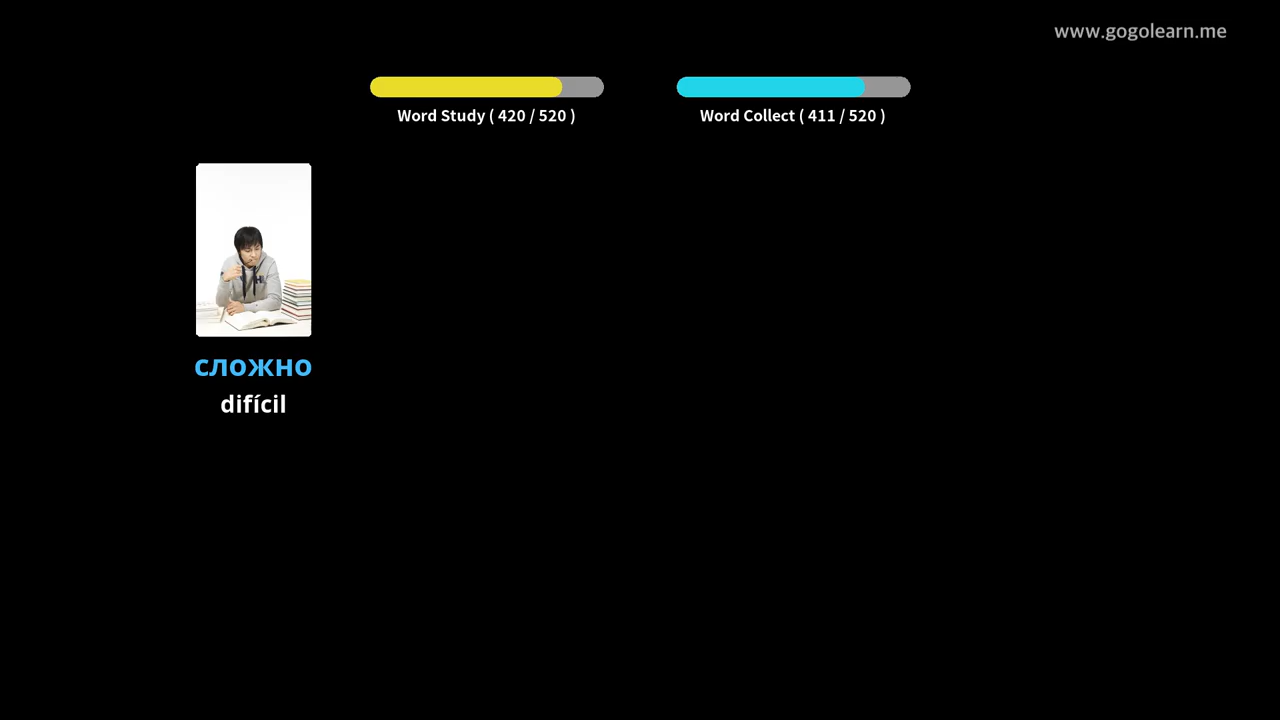 www.gogolearn.me
Word Study ( 420 / 520 )
Word Collect ( 411 / 520 )
сложно
difícil